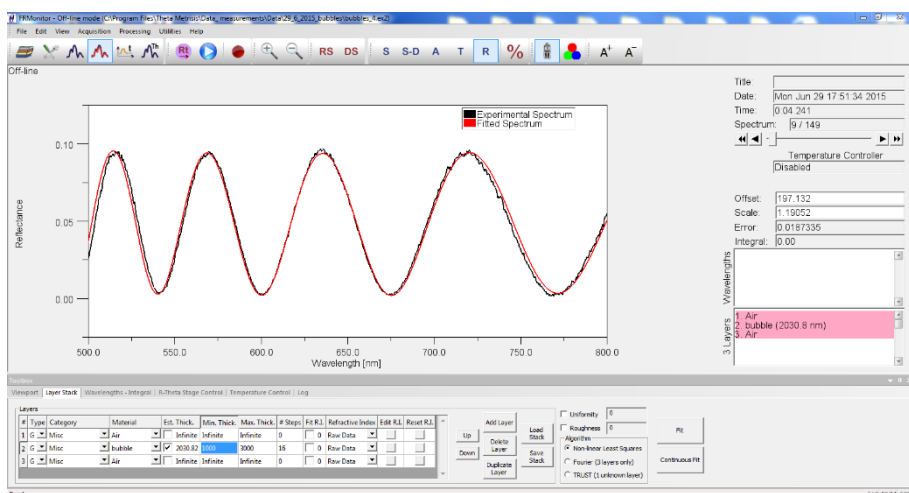 FRMonitor - Off-line mode (C:\Program Files\Theta Metrisis\Data_measurements\Data\29_6_2015_bubbles\bubbles_4.ex2)
File Edit View Acquisition Processing Utilities Help
Th
Rt RS DS S S-D A T R % A+ A-
Off-line
Title:
Date: Mon Jun 29 17:51:34 2015
Time: 0:04.241
Spectrum: 9 / 149
Temperature Controller
Disabled
Offset: 197.132
Scale: 1.19052
Error: 0.0187335
Integral: 0.00
Wavelengths
3 Layers
1. Air
2. bubble (2030.8 nm)
3. Air
Experimental Spectrum
Fitted Spectrum
Reflectance
0.10
0.05
0.00
500.0 550.0 600.0 650.0 700.0 750.0 800.0
Wavelength [nm]
Toolbox
Viewport Layer Stack Wavelengths - Integral R-Theta Stage Control Temperature Control Log
Layers
# Type Category Material Est. Thick. Min. Thick. Max. Thick. # Steps Fit R.I. Refractive Index Edit R.I. Reset R.I.
1 G Misc Air Infinite Infinite Infinite 0 0 Raw Data
2 G Misc bubble 2030.82 1000 3000 16 0 Raw Data
3 G Misc Air Infinite Infinite Infinite 0 0 Raw Data
Up
Down
Add Layer
Delete Layer
Duplicate Layer
Load Stack
Save Stack
Uniformity 0
Roughness 0
Algorithm
Non-linear Least Squares
Fourier (3 layers only)
TRUST (1 unknown layer)
Fit
Continuous Fit